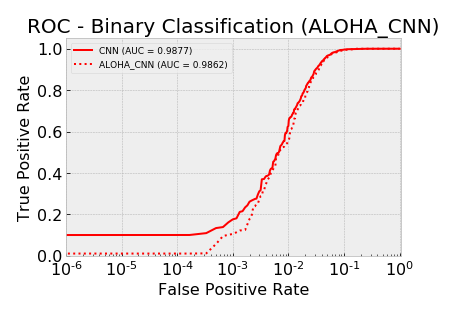 ROC - Binary Classification (ALOHA_CNN)
CNN (AUC = 0.9877)
ALOHA_CNN (AUC = 0.9862)
True Positive Rate
1.0
0.8
0.6
0.4
0.2
0.0
10⁻⁶ 10⁻⁵ 10⁻⁴ 10⁻³ 10⁻² 10⁻¹ 10⁰
False Positive Rate